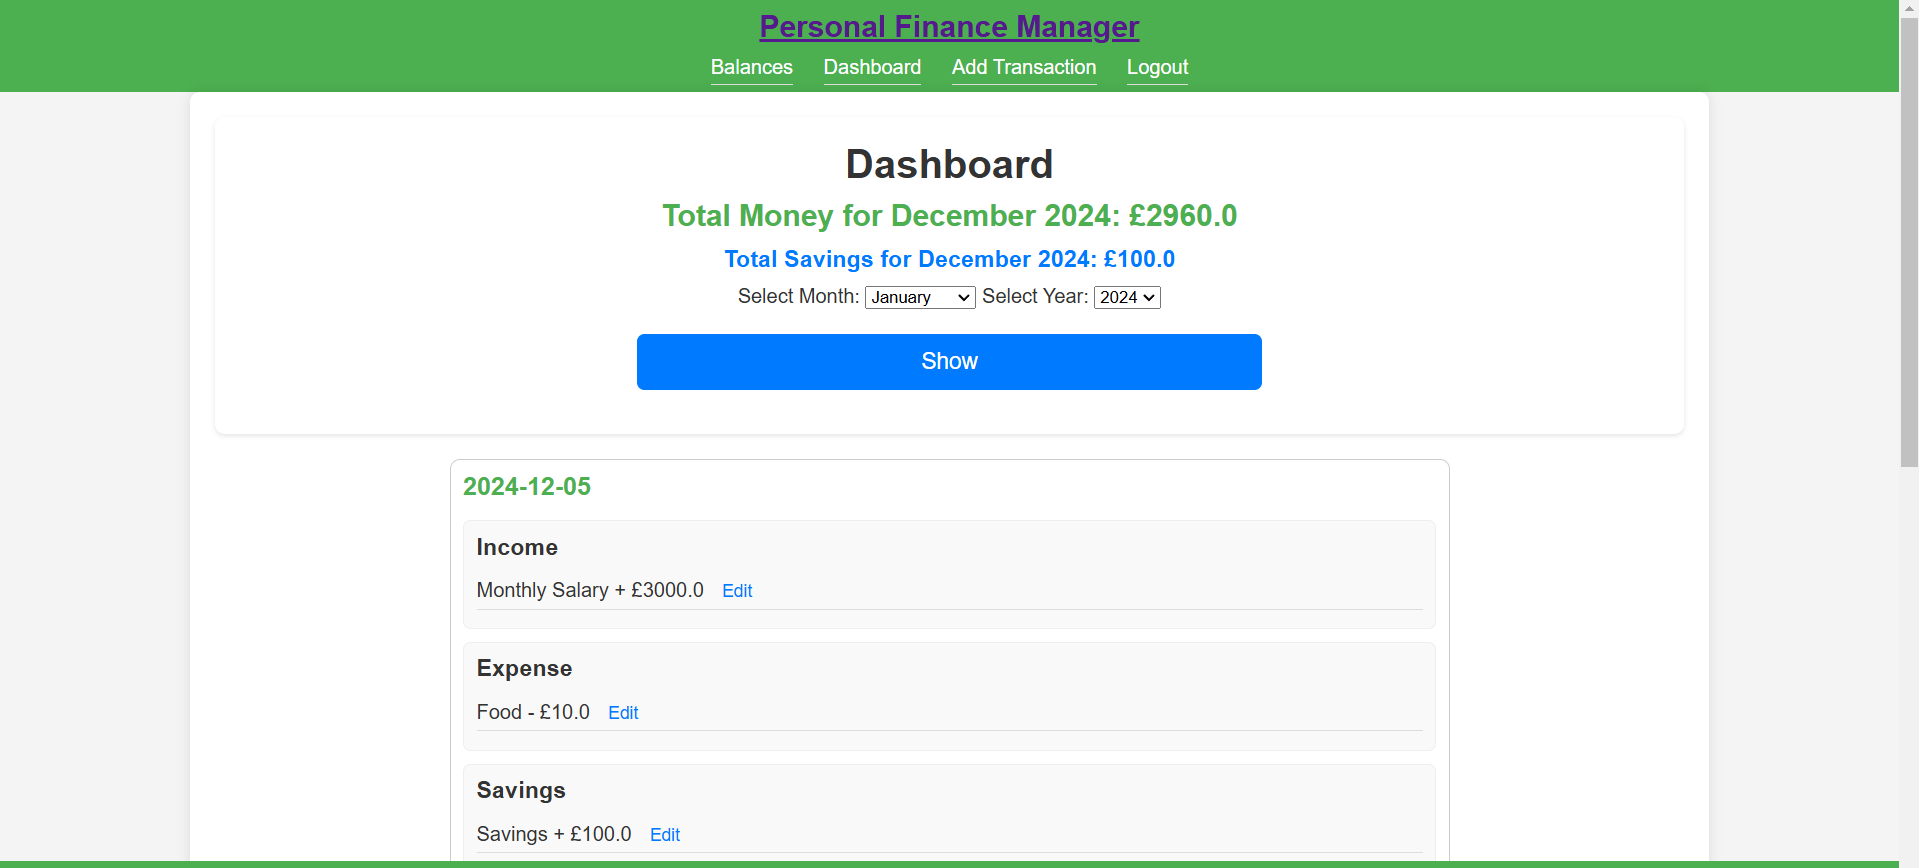 Personal Finance Manager
Balances Dashboard Add Transaction Logout
Dashboard
Total Money for December 2024: £2960.0
Total Savings for December 2024: £100.0
Select Month: January Select Year: 2024
Show
2024-12-05
Income
Monthly Salary + £3000.0 Edit
Expense
Food - £10.0 Edit
Savings
Savings + £100.0 Edit